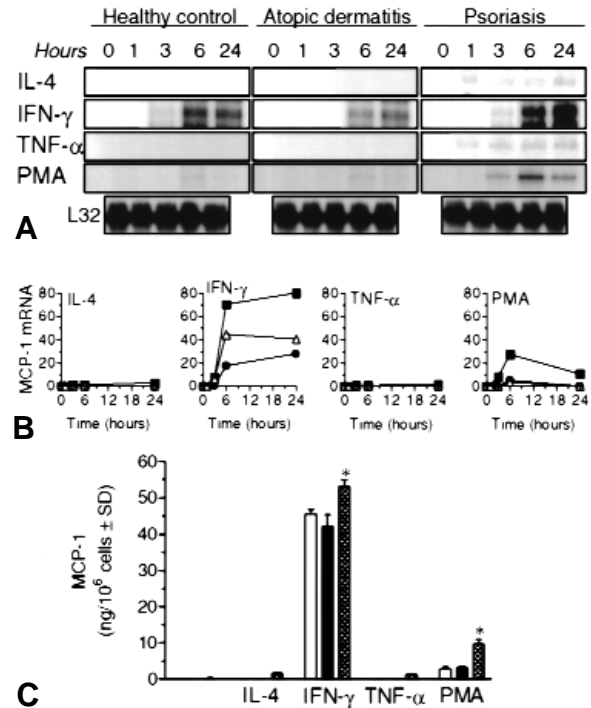 Healthy control Atopic dermatitis Psoriasis
Hours 0 1 3 6 24 0 1 3 6 24 0 1 3 6 24
IL-4
IFN-γ
TNF-α
PMA
L32
A
MCP-1 mRNA
IL-4
80
60
40
20
0
0 6 12 18 24
Time (hours)
IFN-γ
80
60
40
20
0
0 6 12 18 24
Time (hours)
TNF-α
80
60
40
20
0
0 6 12 18 24
Time (hours)
PMA
80
60
40
20
0
0 6 12 18 24
Time (hours)
B
MCP-1
(ng/10⁶ cells ± SD)
60
50
40
30
20
10
0
*
*
IL-4 IFN-γ TNF-α PMA
C